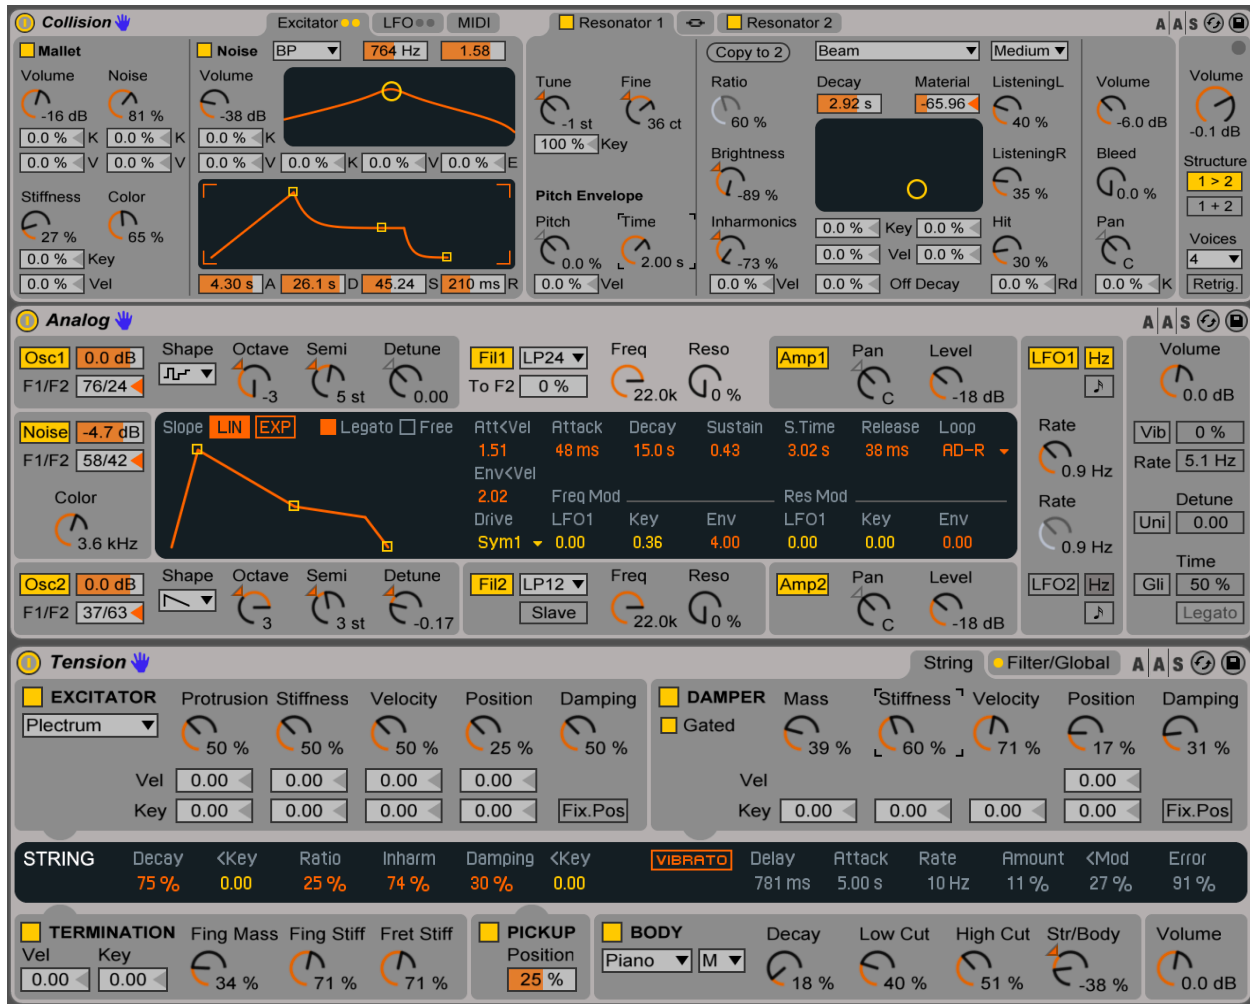 Collision Excitator LFO MIDI Resonator 1 Resonator 2 A A S
Mallet Noise BP 764 Hz 1.58 Copy to 2 Beam Medium
Volume Noise Volume Tune Fine Ratio Decay Material ListeningL Volume Volume
-16 dB 81 % -38 dB -1 st 36 ct 60 % 2.92 s -65.96 40 % -6.0 dB -0.1 dB
0.0 % K 0.0 % K 0.0 % K 100 % Key
0.0 % V 0.0 % V 0.0 % V 0.0 % K 0.0 % V 0.0 % E Brightness ListeningR Bleed Structure
-89 % 35 % 0.0 % 1 > 2
Stiffness Color Pitch Envelope 1 + 2
27 % 65 % Pitch Time Inharmonics 0.0 % Key 0.0 % Hit Pan Voices
0.0 % Key 0.0 % 2.00 s -73 % 0.0 % Vel 0.0 % 30 % C 4
0.0 % Vel 4.30 s A 26.1 s D 45.24 S 210 ms R 0.0 % Vel 0.0 % Vel 0.0 % Off Decay 0.0 % Rd 0.0 % K Retrig.
Analog A A S
Osc1 0.0 dB Shape Octave Semi Detune Fil1 LP24 Freq Reso Amp1 Pan Level LFO1 Hz Volume
F1/F2 76/24 -3 5 st 0.00 To F2 0 % 22.0k 0 % C -18 dB 0.0 dB
Noise -4.7 dB Slope LIN EXP Legato Free Att<Vel Attack Decay Sustain S.Time Release Loop Rate Vib 0 %
F1/F2 58/42 1.51 48 ms 15.0 s 0.43 3.02 s 38 ms AD-R 0.9 Hz Rate 5.1 Hz
Env<Vel
Color 2.02 Freq Mod Res Mod Rate Detune
3.6 kHz Drive LFO1 Key Env LFO1 Key Env 0.9 Hz Uni 0.00
Sym1 0.00 0.36 4.00 0.00 0.00 0.00 Time
Osc2 0.0 dB Shape Octave Semi Detune Fil2 LP12 Freq Reso Amp2 Pan Level LFO2 Hz Gli 50 %
F1/F2 37/63 3 3 st -0.17 Slave 22.0k 0 % C -18 dB Legato
Tension String Filter/Global A A S
EXCITATOR Protrusion Stiffness Velocity Position Damping DAMPER Mass Stiffness Velocity Position Damping
Plectrum 50 % 50 % 50 % 25 % 50 % Gated 39 % 60 % 71 % 17 % 31 %
Vel 0.00 0.00 0.00 0.00 Vel 0.00
Key 0.00 0.00 0.00 0.00 Fix.Pos Key 0.00 0.00 0.00 0.00 Fix.Pos
STRING Decay <Key Ratio Inharm Damping <Key VIBRATO Delay Attack Rate Amount <Mod Error
75 % 0.00 25 % 74 % 30 % 0.00 781 ms 5.00 s 10 Hz 11 % 27 % 91 %
TERMINATION Fing Mass Fing Stiff Fret Stiff PICKUP BODY Decay Low Cut High Cut Str/Body Volume
Vel Key Position Piano M
0.00 0.00 34 % 71 % 71 % 25 % 18 % 40 % 51 % -38 % 0.0 dB